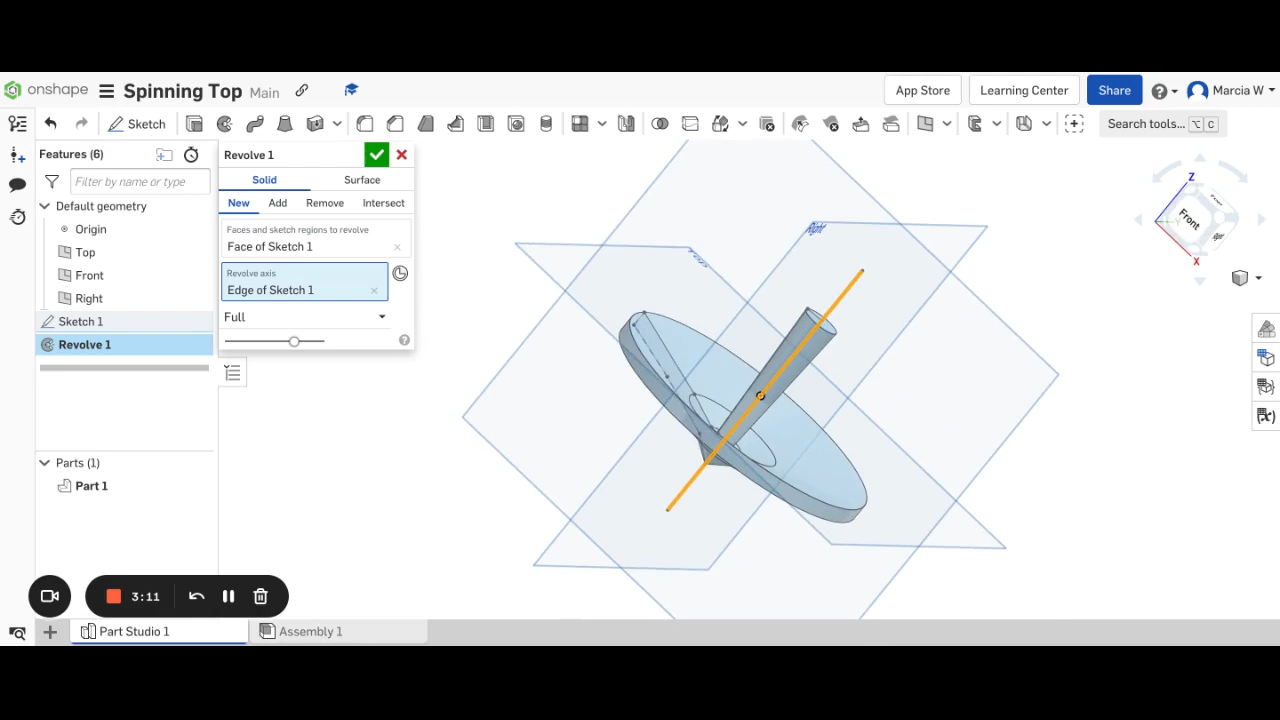 onshape Spinning Top Main App Store Learning Center Share Marcia W
Sketch Search tools... ⌥ C
Features (6)
Filter by name or type
Default geometry
Origin
Top
Front
Right
Sketch 1
Revolve 1
Parts (1)
Part 1
Revolve 1
Solid Surface
New Add Remove Intersect
Faces and sketch regions to revolve
Face of Sketch 1
Revolve axis
Edge of Sketch 1
Full
Top
Right
Z
Front
Right
X
3:11
Part Studio 1 Assembly 1